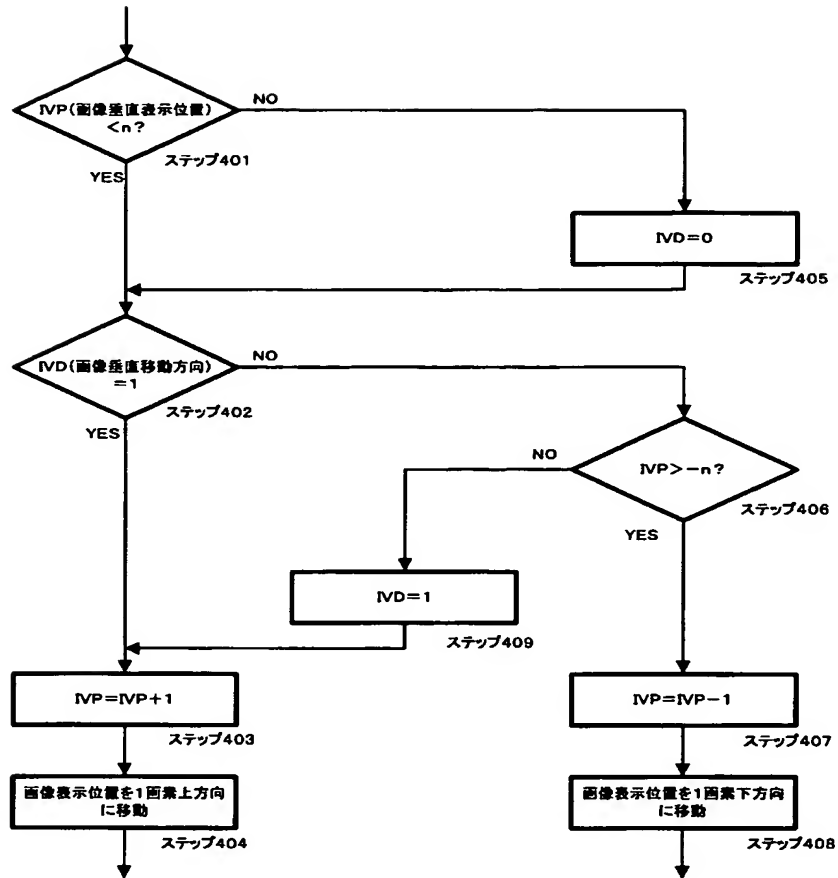 IVP(画像垂直表示位置)
<n?
NO
ステップ401
YES
IVD=0
ステップ405
IVD(画像垂直移動方向)
=1
NO
ステップ402
YES
IVP>-n?
NO
ステップ406
YES
IVD=1
ステップ409
IVP=IVP+1
ステップ403
IVP=IVP-1
ステップ407
画像表示位置を1画素上方向
に移動
ステップ404
画像表示位置を1画素下方向
に移動
ステップ408